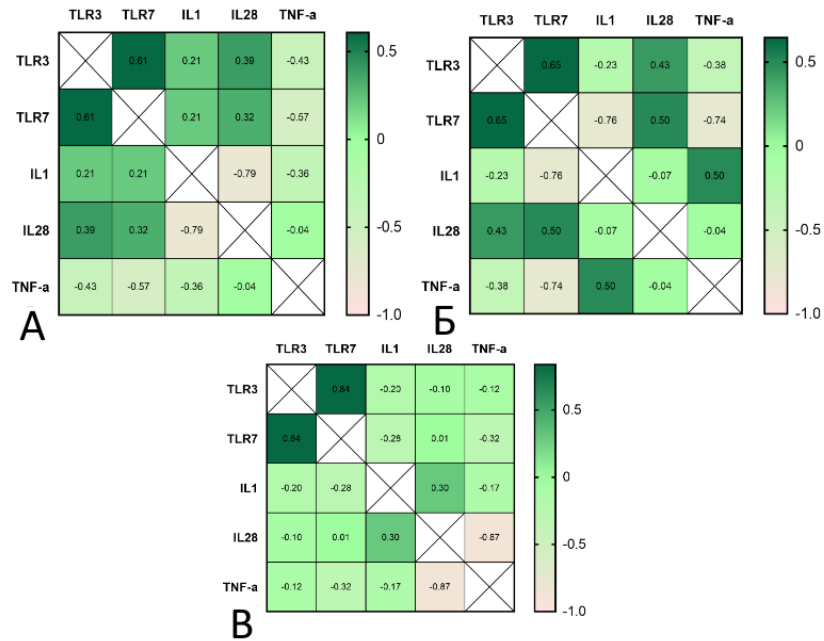 TLR3 TLR7 IL1 IL28 TNF-a
TLR3 0.61 0.21 0.39 -0.43
TLR7 0.61 0.21 0.32 -0.57
IL1 0.21 0.21 -0.79 -0.36
IL28 0.39 0.32 -0.79 -0.04
TNF-a -0.43 -0.57 -0.36 -0.04
0.5
0
-0.5
-1.0
А
TLR3 TLR7 IL1 IL28 TNF-a
TLR3 0.65 -0.23 0.43 -0.38
TLR7 0.65 -0.76 0.50 -0.74
IL1 -0.23 -0.76 -0.07 0.50
IL28 0.43 0.50 -0.07 -0.04
TNF-a -0.38 -0.74 0.50 -0.04
0.5
0
-0.5
-1.0
Б
TLR3 TLR7 IL1 IL28 TNF-a
TLR3 0.84 -0.20 -0.10 -0.12
TLR7 0.84 -0.28 0.01 -0.32
IL1 -0.20 -0.28 0.30 -0.17
IL28 -0.10 0.01 0.30 -0.87
TNF-a -0.12 -0.32 -0.17 -0.87
0.5
0
-0.5
-1.0
В